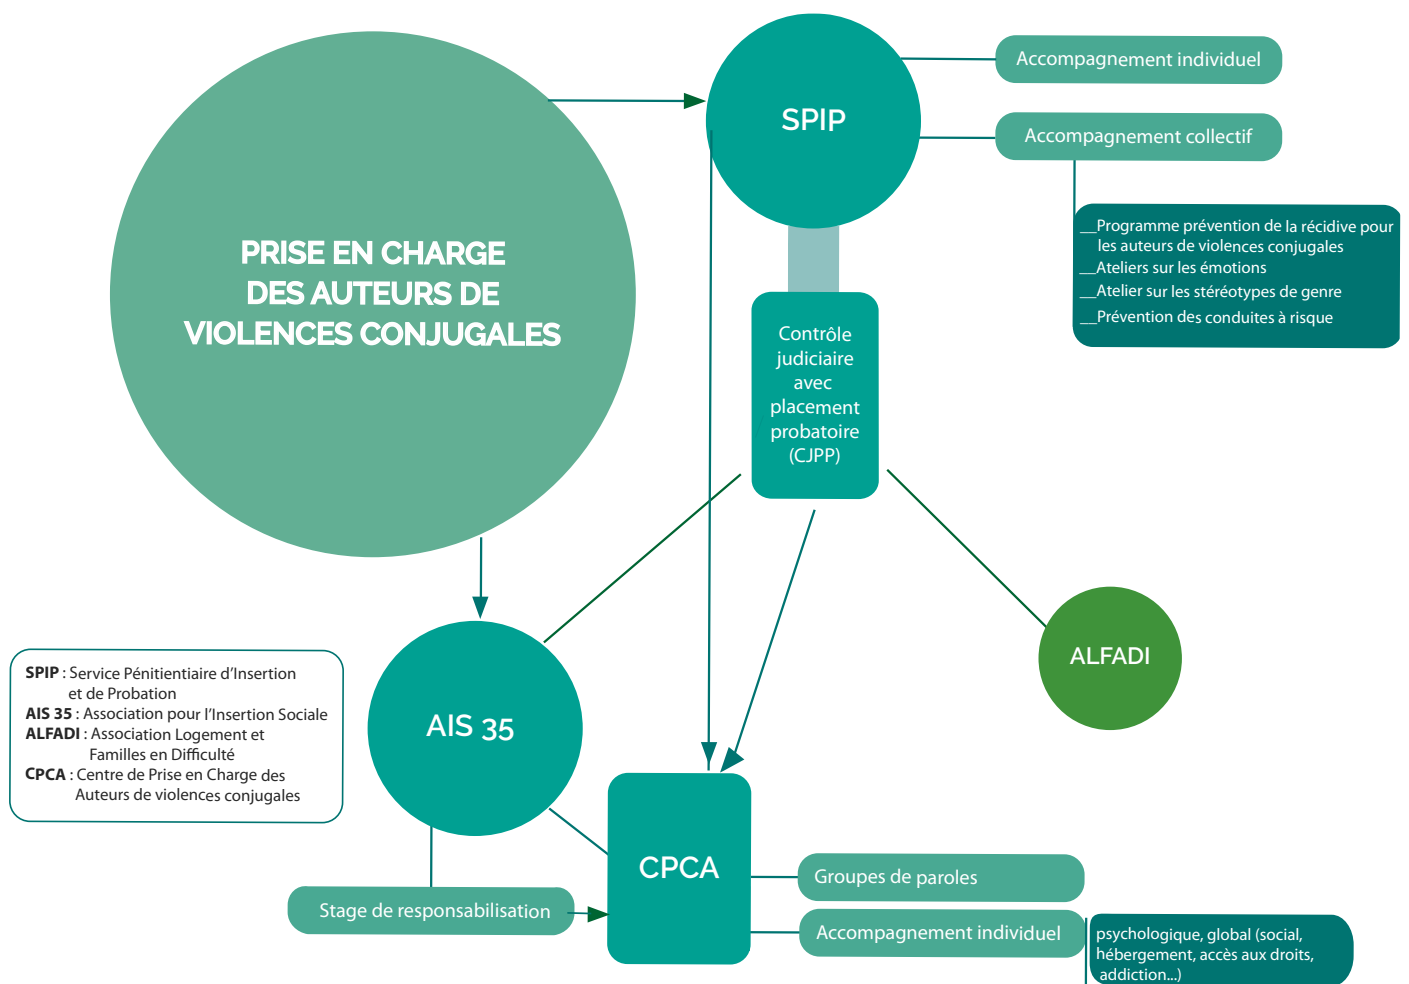 PRISE EN CHARGE
DES AUTEURS DE
VIOLENCES CONJUGALES
SPIP
Accompagnement individuel
Accompagnement collectif
__Programme prévention de la récidive pour
les auteurs de violences conjugales
__Ateliers sur les émotions
__Atelier sur les stéréotypes de genre
__Prévention des conduites à risque
Contrôle
judiciaire
avec
placement
probatoire
(CJPP)
ALFADI
SPIP : Service Pénitientiaire d'Insertion
et de Probation
AIS 35 : Association pour l'Insertion Sociale
ALFADI : Association Logement et
Familles en Difficulté
CPCA : Centre de Prise en Charge des
Auteurs de violences conjugales
AIS 35
CPCA
Stage de responsabilisation
Groupes de paroles
Accompagnement individuel
psychologique, global (social,
hébergement, accès aux droits,
addiction...)